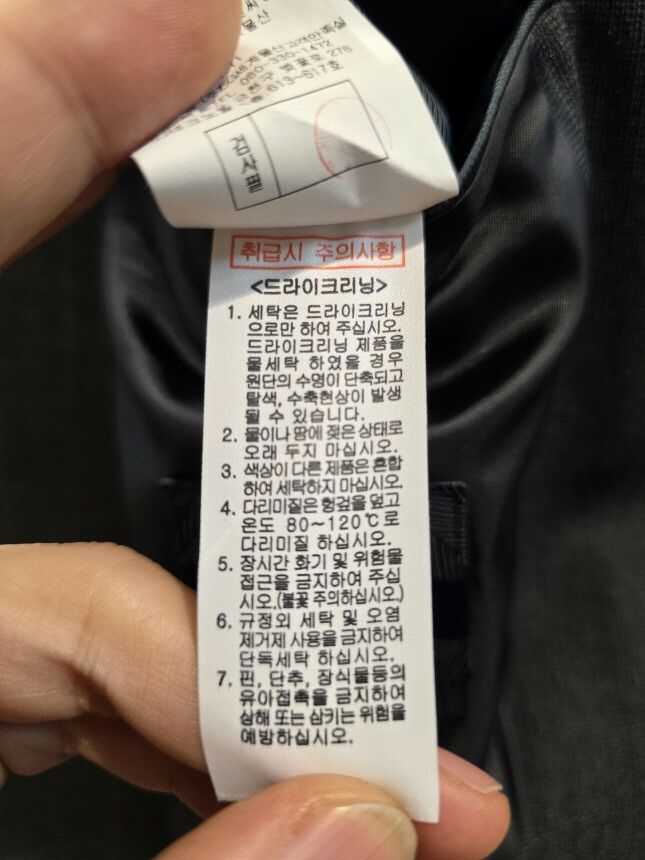 물산
080-330-1472
613~617호
검사필
취급시 주의사항
<드라이크리닝>
1. 세탁은 드라이크리닝
으로만 하여 주십시오.
드라이크리닝 제품을
물세탁 하였을 경우
원단의 수명이 단축되고
탈색, 수축현상이 발생
될 수 있습니다.
2. 물이나 땀에 젖은 상태로
오래 두지 마십시오.
3. 색상이 다른 제품은 혼합
하여 세탁하지 마십시오.
4. 다리미질은 헝겊을 덮고
온도 80~120℃로
다리미질 하십시오.
5. 장시간 화기 및 위험물
접근을 금지하여 주십
시오.(불꽃 주의하십시오.)
6. 규정외 세탁 및 오염
제거제 사용을 금지하여
단독세탁 하십시오.
7. 핀, 단추, 장식물등의
유아접촉을 금지하여
상해 또는 삼키는 위험을
예방하십시오.